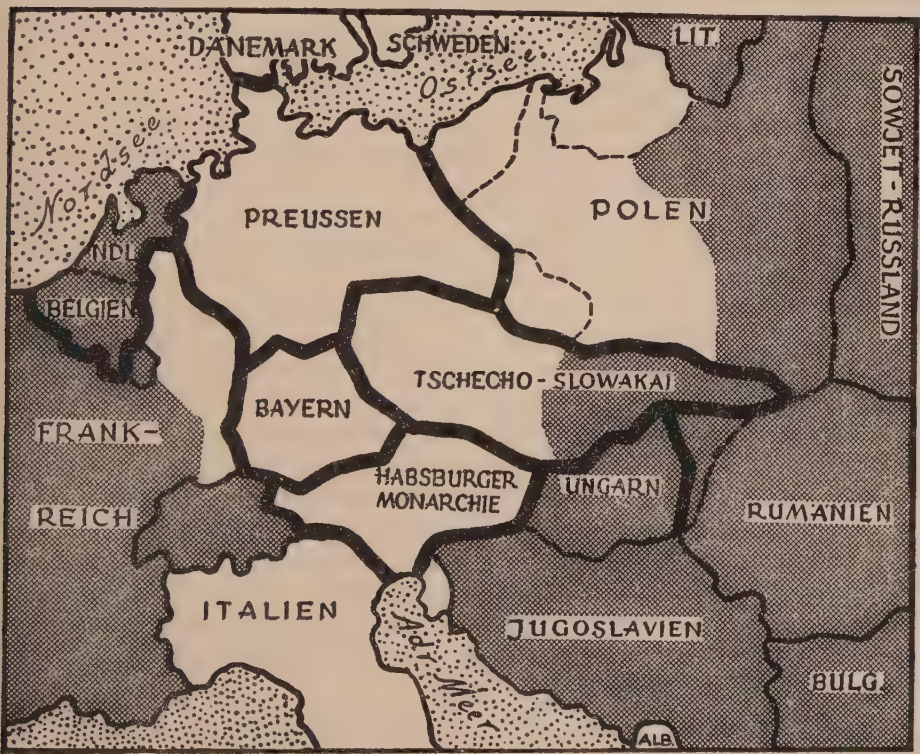 DÄNEMARK
SCHWEDEN
LIT.
Ostsee
Nordsee
SOWJET-RUSSLAND
PREUSSEN
POLEN
NDL
BELGIEN
TSCHECHO-SLOWAKAI
BAYERN
FRANK-
REICH
HABSBURGER
MONARCHIE
UNGARN
RUMANIEN
ITALIEN
JUGOSLAVIEN
Adr. Meer
BULG.
ALB.